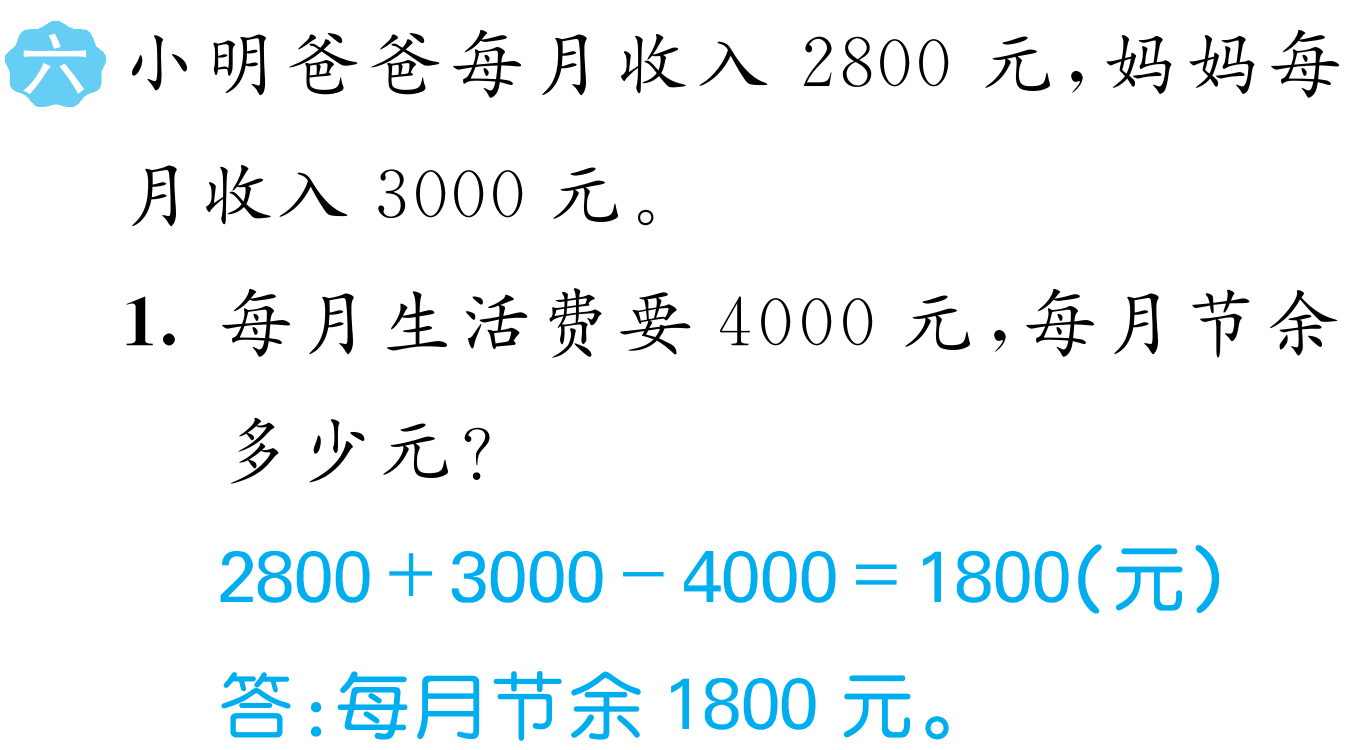 六 小明爸爸每月收入 2800 元,妈妈每
月收入 3000 元。
1. 每月生活费要 4000 元,每月节余
多少元?
2800+3000-4000=1800(元)
答:每月节余 1800 元。